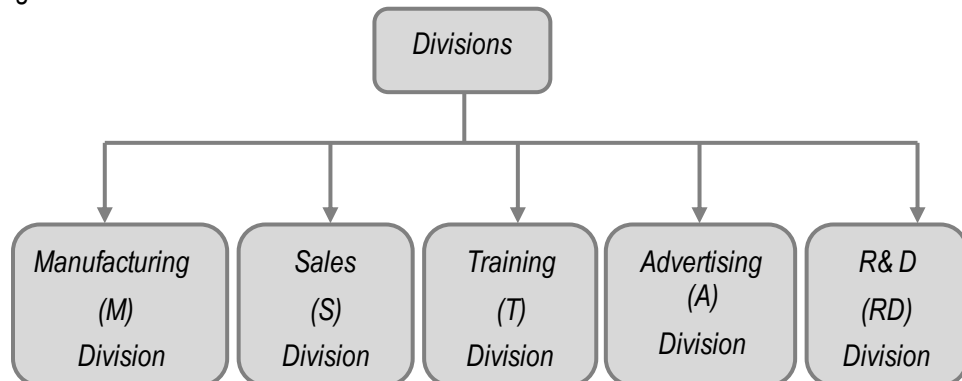 Divisions
Manufacturing
(M)
Division
Sales
(S)
Division
Training
(T)
Division
Advertising
(A)
Division
R& D
(RD)
Division